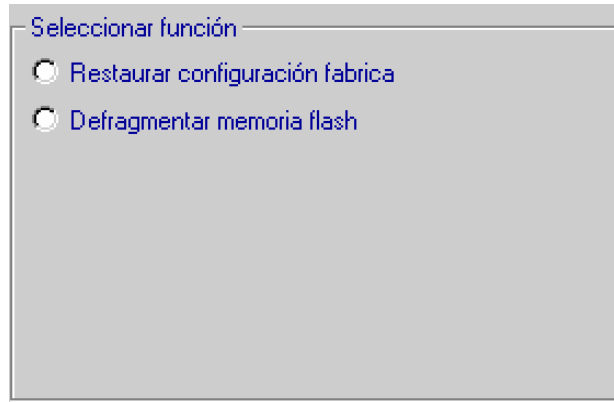 Seleccionar función
Restaurar configuración fabrica
Defragmentar memoria flash